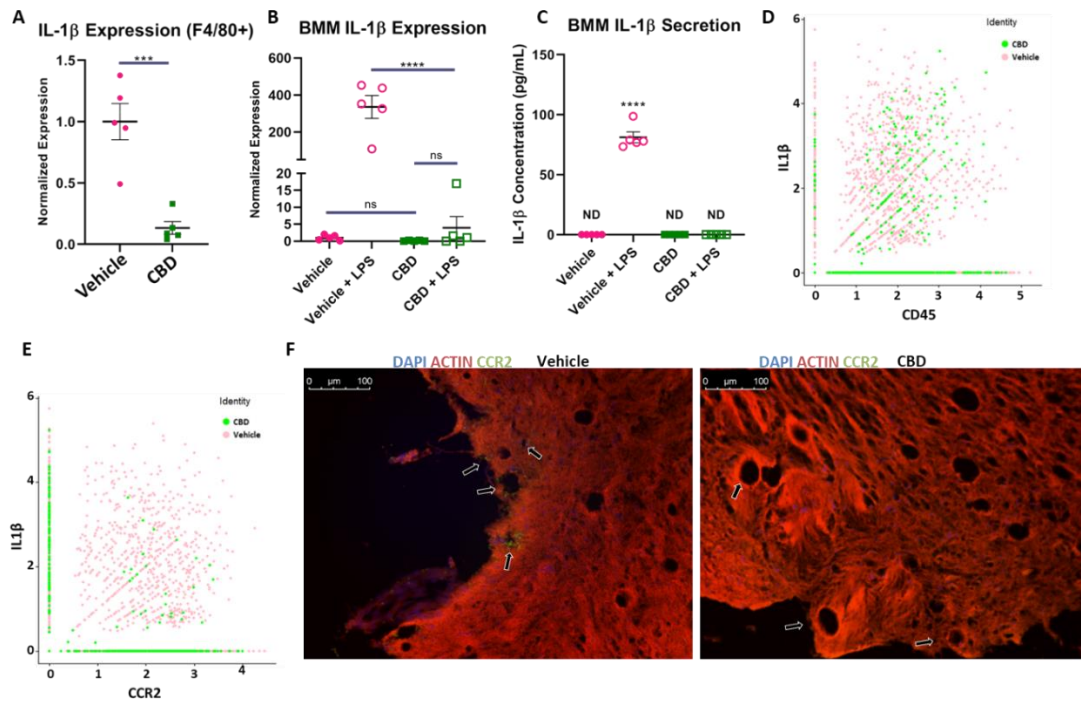 A
IL-1β Expression (F4/80+)
Normalized Expression
1.5
1.0
0.5
0.0
***
Vehicle
CBD
B
BMM IL-1β Expression
Normalized Expression
600
400
200
20
15
10
5
0
****
ns
ns
Vehicle
Vehicle + LPS
CBD
CBD + LPS
C
BMM IL-1β Secretion
IL-1β Concentration (pg/mL)
150
100
50
0
****
ND
ND
ND
Vehicle
Vehicle + LPS
CBD
CBD + LPS
D
IL1β
6
4
2
0
Identity
CBD
Vehicle
0
1
2
3
4
5
CD45
E
IL1β
6
4
2
0
Identity
CBD
Vehicle
0
1
2
3
4
CCR2
F
DAPI ACTIN CCR2 Vehicle
0 µm 100
DAPI ACTIN CCR2 CBD
0 µm 100